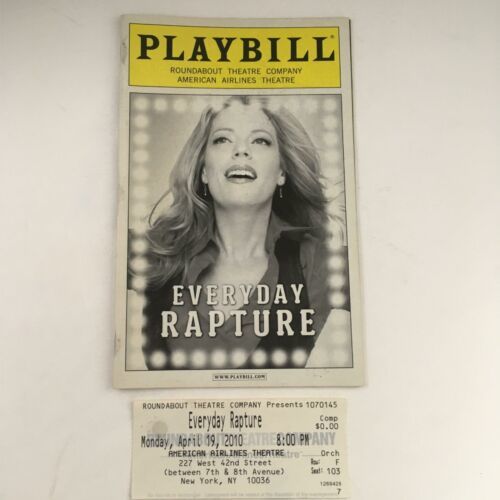 PLAYBILL®
ROUNDABOUT THEATRE COMPANY
AMERICAN AIRLINES THEATRE
EVERYDAY
RAPTURE
WWW.PLAYBILL.COM
ROUNDABOUT THEATRE COMPANY Presents 1070145
Everyday Rapture Comp
$0.00
Monday, April 19, 2010 8:00 PM
AMERICAN AIRLINES THEATRE Orch
227 West 42nd Street Row: F
(between 7th & 8th Avenue) Seat: 103
New York, NY 10036
7